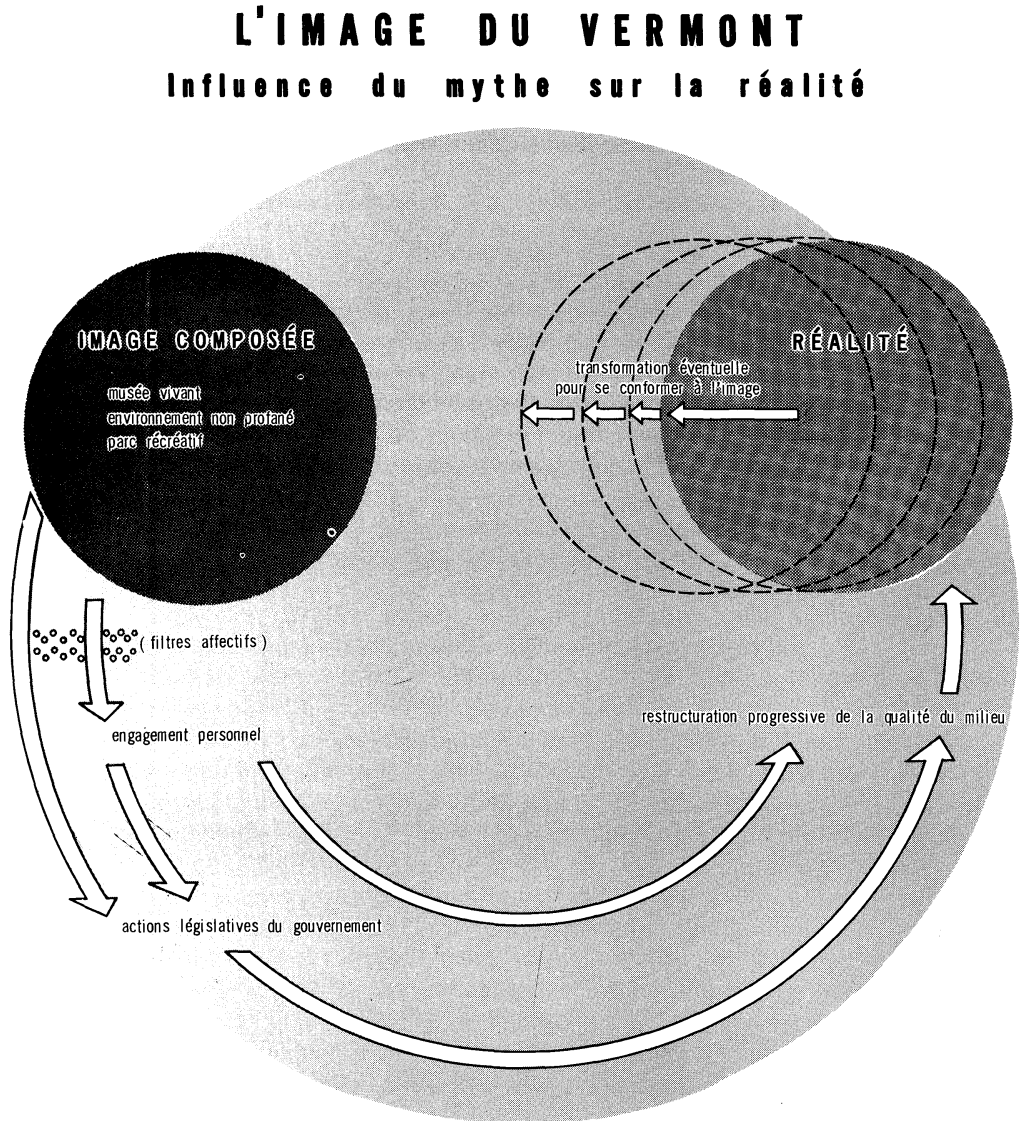 L'IMAGE DU VERMONT
Influence du mythe sur la réalité
IMAGE COMPOSÉE
musée vivant
environnement non profané
parc récréatif
RÉALITÉ
transformation éventuelle
pour se conformer à l'image
(filtres affectifs)
engagement personnel
restructuration progressive de la qualité du milieu
actions législatives du gouvernement